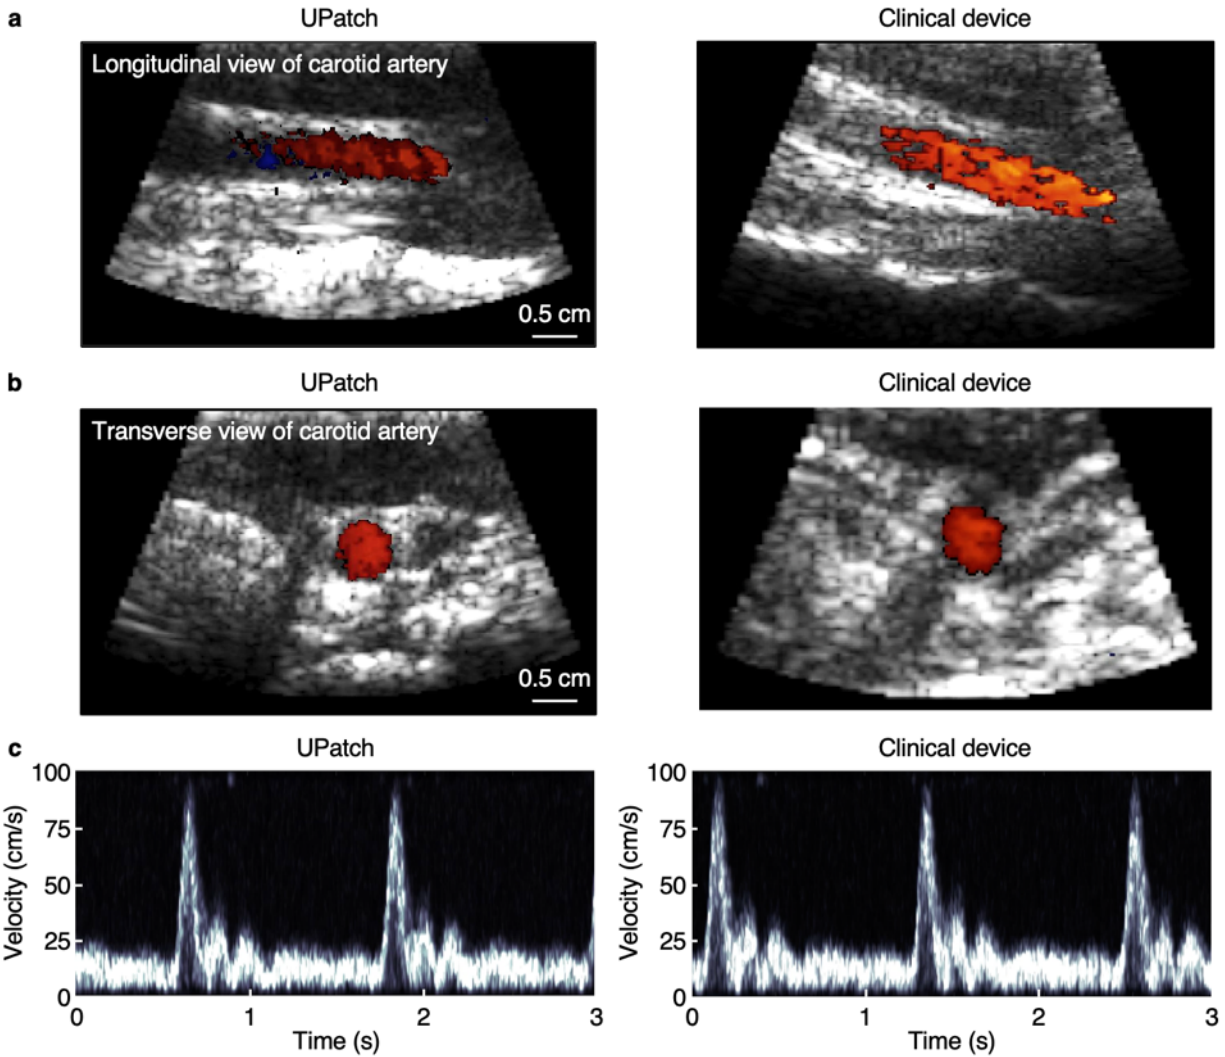 a
UPatch
Clinical device
Longitudinal view of carotid artery
0.5 cm
b
UPatch
Clinical device
Transverse view of carotid artery
0.5 cm
c
UPatch
Clinical device
Velocity (cm/s)
100
75
50
25
0
0
1
2
3
Time (s)
Velocity (cm/s)
100
75
50
25
0
0
1
2
3
Time (s)